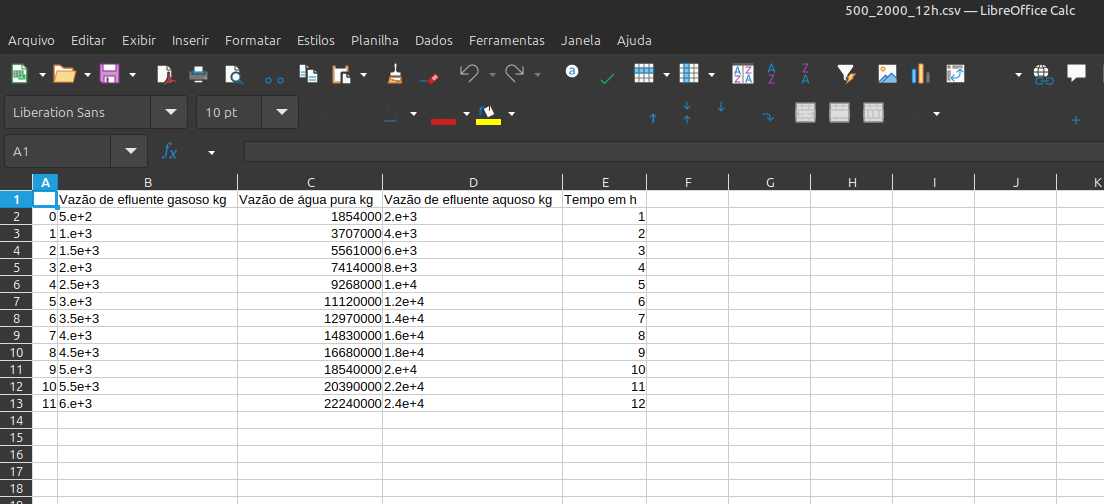 500_2000_12h.csv — LibreOffice Calc
Arquivo Editar Exibir Inserir Formatar Estilos Planilha Dados Ferramentas Janela Ajuda
Liberation Sans 10 pt
A1 fx
A B C D E F G H I J K
1 Vazão de efluente gasoso kg Vazão de água pura kg Vazão de efluente aquoso kg Tempo em h
2 0 5.e+2 1854000 2.e+3 1
3 1 1.e+3 3707000 4.e+3 2
4 2 1.5e+3 5561000 6.e+3 3
5 3 2.e+3 7414000 8.e+3 4
6 4 2.5e+3 9268000 1.e+4 5
7 5 3.e+3 11120000 1.2e+4 6
8 6 3.5e+3 12970000 1.4e+4 7
9 7 4.e+3 14830000 1.6e+4 8
10 8 4.5e+3 16680000 1.8e+4 9
11 9 5.e+3 18540000 2.e+4 10
12 10 5.5e+3 20390000 2.2e+4 11
13 11 6.e+3 22240000 2.4e+4 12
14
15
16
17
18